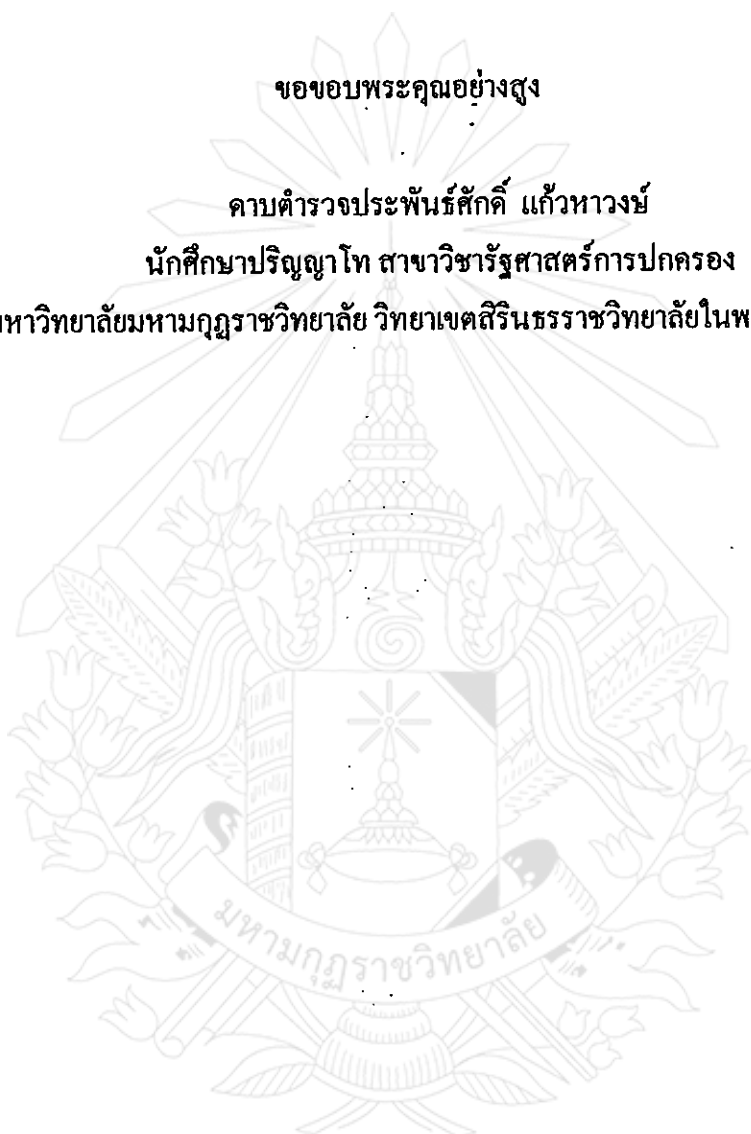 ขอขอบพระคุณอย่างสูง
ดาบตำรวจประพันธ์ศักดิ์ แก้วหาวงษ์
นักศึกษาปริญญาโท สาขาวิชารัฐศาสตร์การปกครอง
มหาวิทยาลัยมหามกุฏราชวิทยาลัย วิทยาเขตสิรินธรราชวิทยาลัยในพ
มหามกุฏราชวิทยาลัย